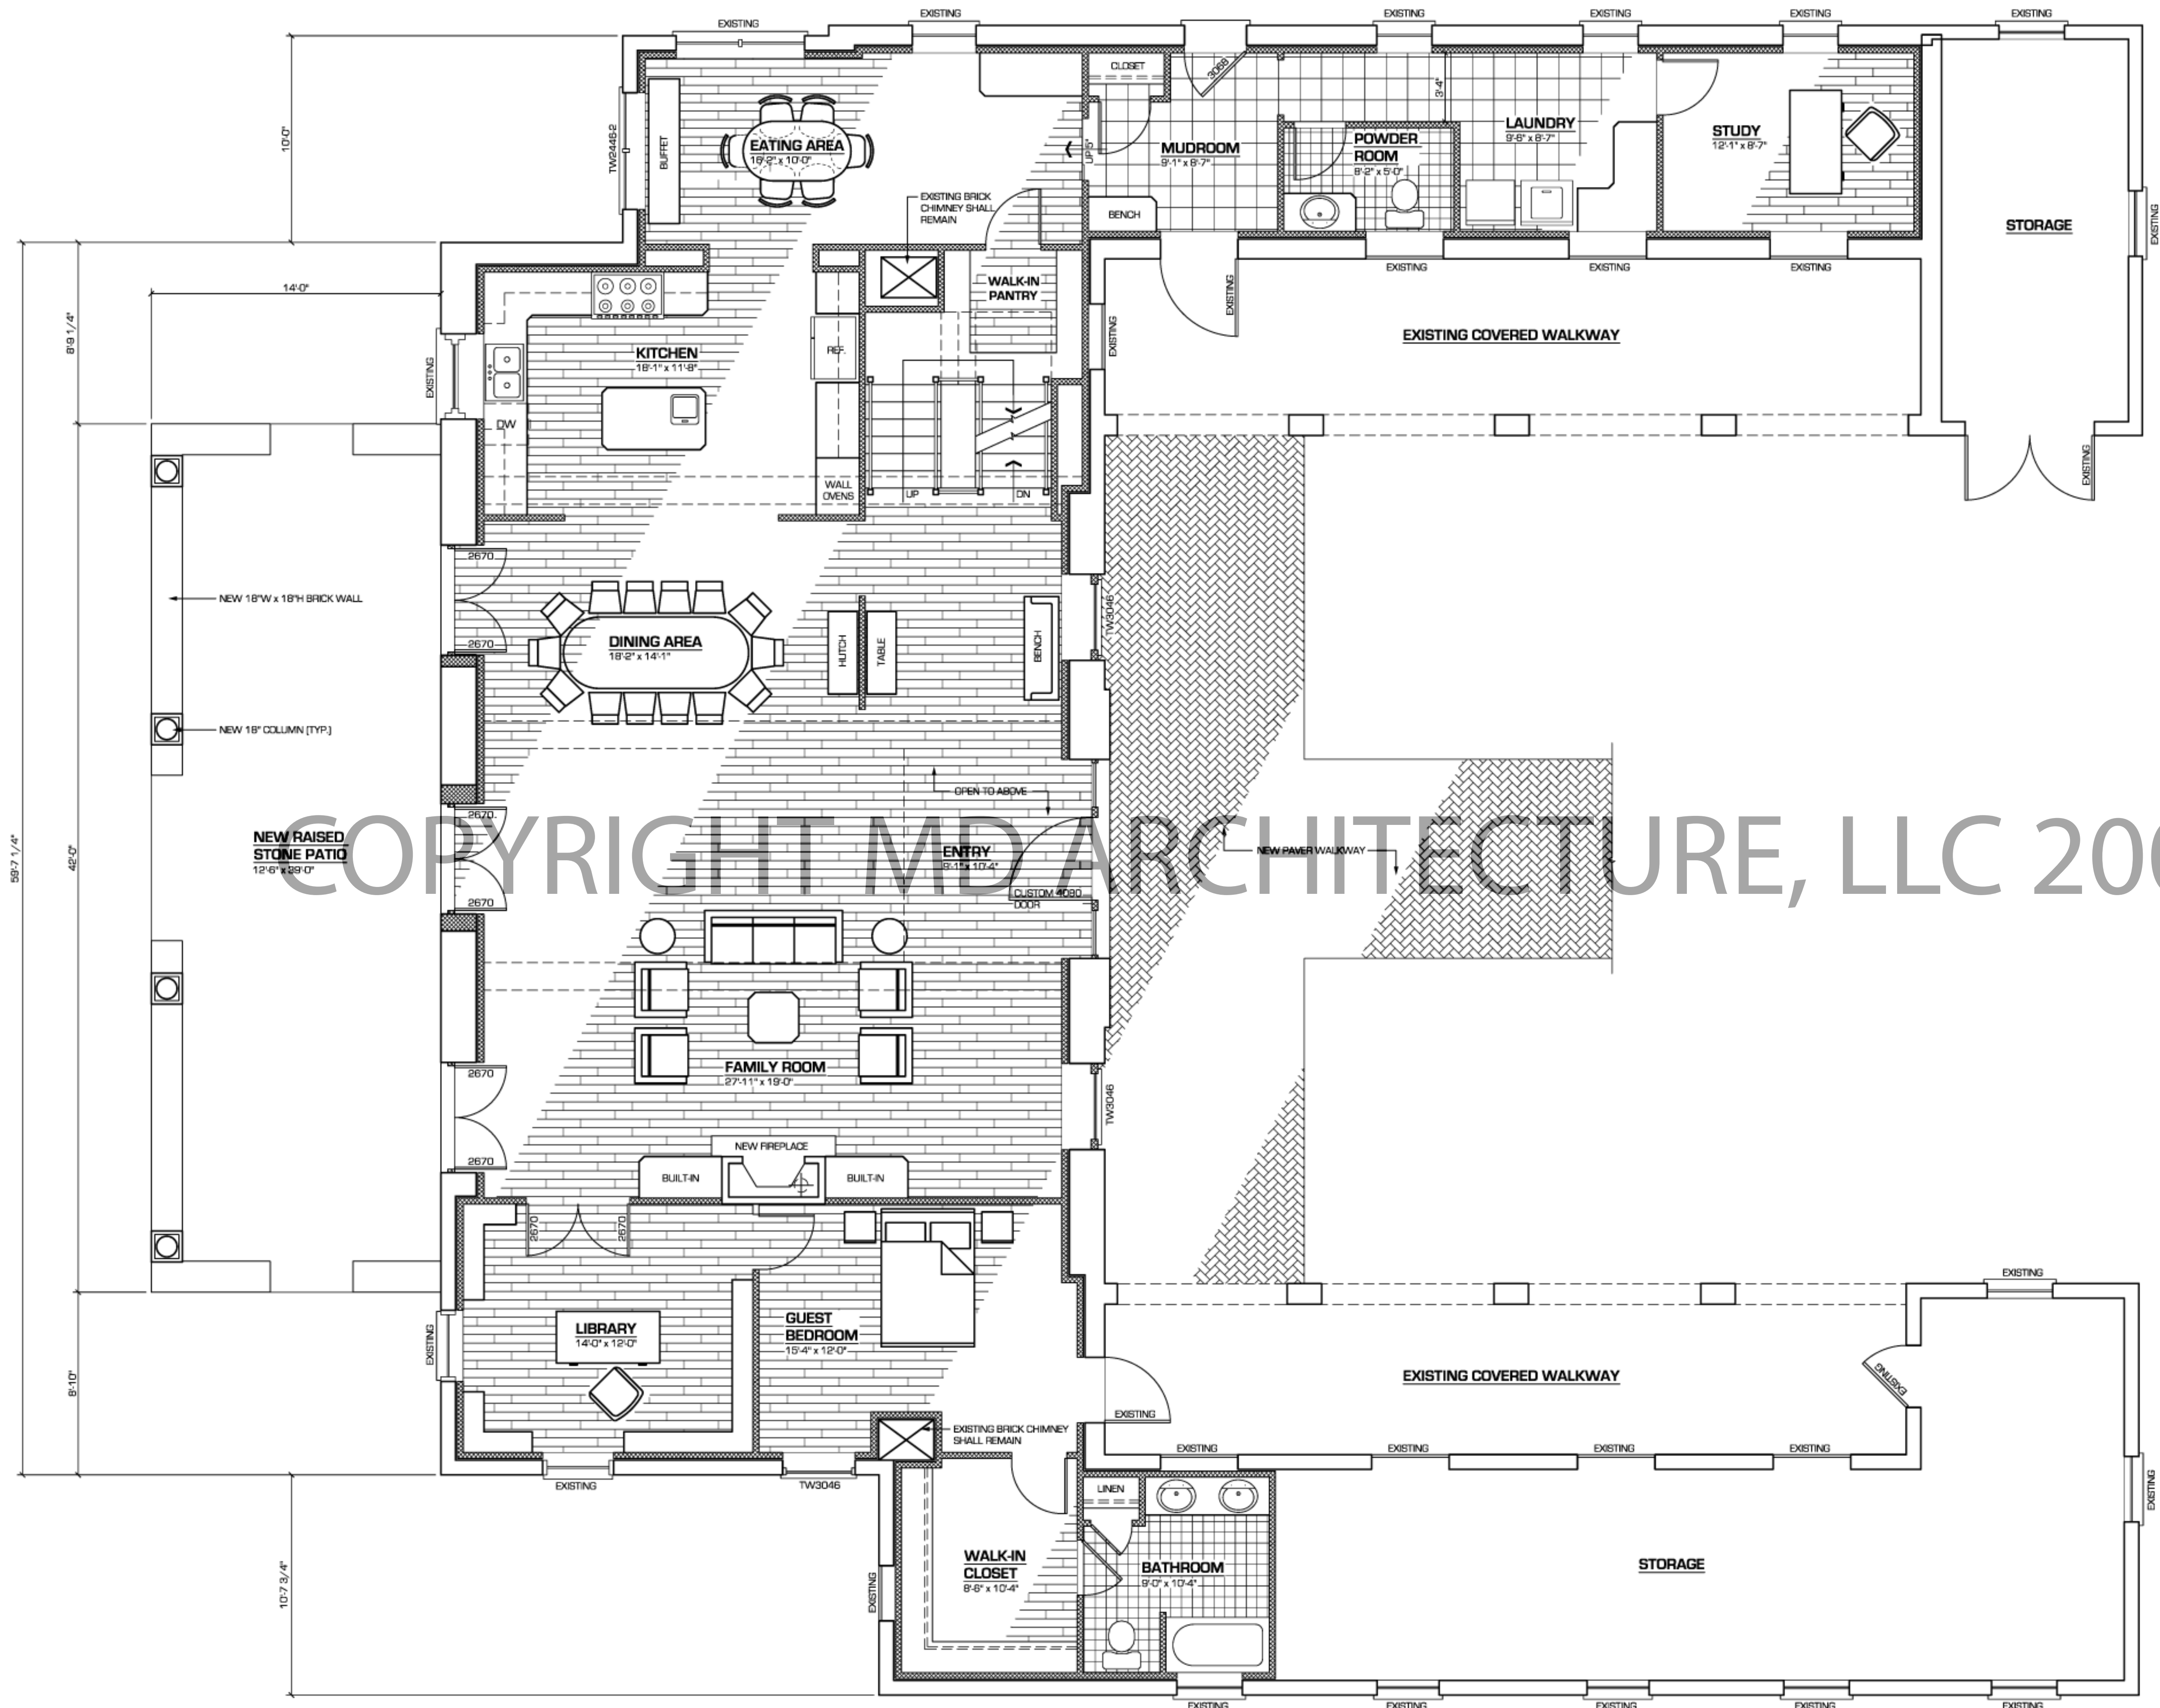 EXISTING
EXISTING
EXISTING
EXISTING
EXISTING
EXISTING
10'-0"
TW2446-2
BUFFET
EATING AREA
CLOSET
3068
3'-4"
UP 5"
MUDROOM
9'-1" x 8'-7"
POWDER
ROOM
8'-2" x 5'-0"
LAUNDRY
9'-6" x 8'-7"
STUDY
12'-1" x 8'-7"
EXISTING BRICK
CHIMNEY SHALL
REMAIN
BENCH
STORAGE
EXISTING
EXISTING
EXISTING
EXISTING
EXISTING
14'-0"
8'-9 1/4"
WALK-IN
PANTRY
EXISTING
EXISTING COVERED WALKWAY
KITCHEN
18'-1" x 11'-8"
REF.
EXISTING
DW
WALL
OVENS
UP
DN
EXISTING
2670
NEW 18"W x 18"H BRICK WALL
TW3046
2670
DINING AREA
18'-2" x 14'-1"
HUTCH
TABLE
BENCH
NEW 18" COLUMN [TYP.]
OPEN TO ABOVE
2670
59'-7 1/4"
42'-0"
NEW RAISED
STONE PATIO
12'-6" x 39'-0"
COPYRIGHT MD ARCHITECTURE, LLC 200
ENTRY
9'-1" x 10'-4"
NEW PAVER WALKWAY
CUSTOM 4080
DOOR
2670
FAMILY ROOM
27'-11" x 19'-0"
2670
TW3046
NEW FIREPLACE
2670
BUILT-IN
BUILT-IN
2670
2670
EXISTING
GUEST
BEDROOM
15'-4" x 12'-0"
LIBRARY
14'-0" x 12'-0"
EXISTING
8'-10"
EXISTING COVERED WALKWAY
EXISTING
EXISTING
EXISTING BRICK CHIMNEY
SHALL REMAIN
EXISTING
EXISTING
EXISTING
EXISTING
EXISTING
TW3046
LINEN
EXISTING
WALK-IN
CLOSET
8'-6" x 10'-4"
BATHROOM
9'-0" x 10'-4"
STORAGE
10'-7 3/4"
EXISTING
EXISTING
EXISTING
EXISTING
EXISTING
EXISTING